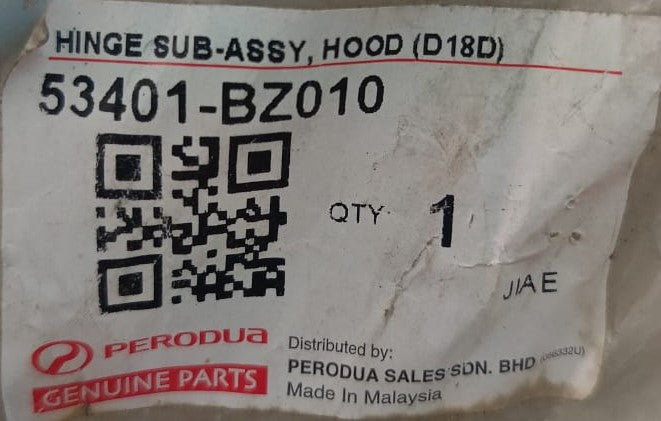 HINGE SUB-ASSY, HOOD (D18D)
53401-BZ010
QTY 1
JIAE
PERODUA
GENUINE PARTS
Distributed by:
PERODUA SALES SDN. BHD
Made In Malaysia